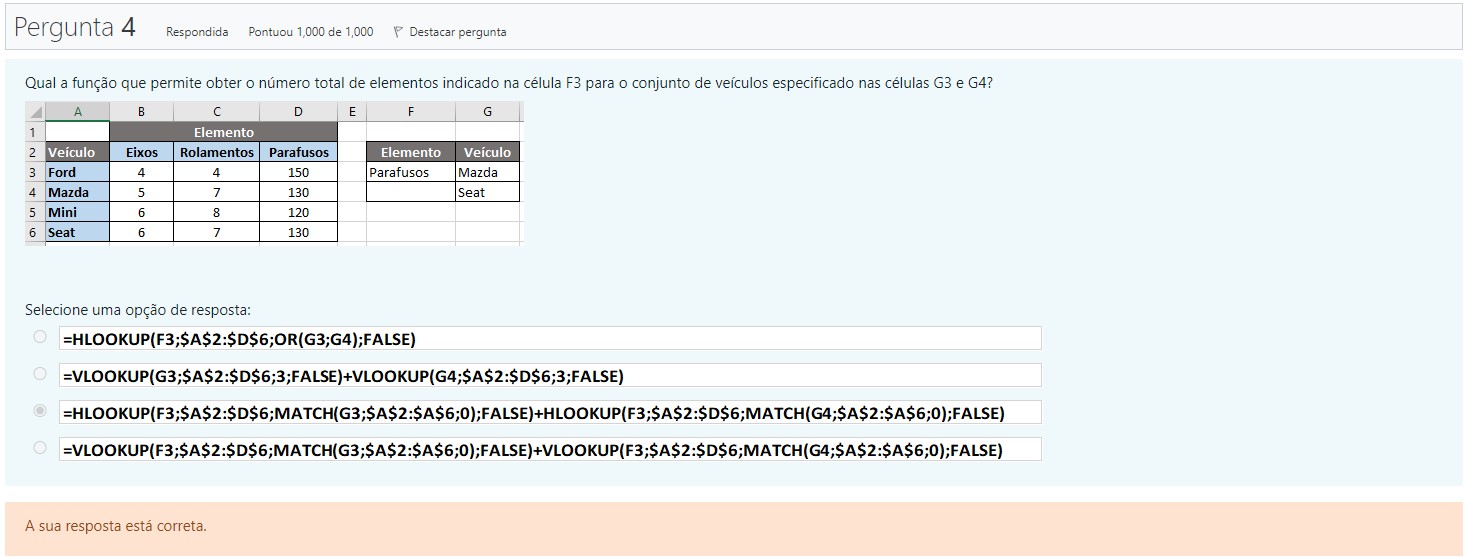 Pergunta 4 Respondida Pontuou 1,000 de 1,000 Destacar pergunta
Qual a função que permite obter o número total de elementos indicado na célula F3 para o conjunto de veículos especificado nas células G3 e G4?
A B C D E F G
1 Elemento
2 Veículo Eixos Rolamentos Parafusos Elemento Veículo
3 Ford 4 4 150 Parafusos Mazda
4 Mazda 5 7 130 Seat
5 Mini 6 8 120
6 Seat 6 7 130
Selecione uma opção de resposta:
=HLOOKUP(F3;$A$2:$D$6;OR(G3;G4);FALSE)
=VLOOKUP(G3;$A$2:$D$6;3;FALSE)+VLOOKUP(G4;$A$2:$D$6;3;FALSE)
=HLOOKUP(F3;$A$2:$D$6;MATCH(G3;$A$2:$A$6;0);FALSE)+HLOOKUP(F3;$A$2:$D$6;MATCH(G4;$A$2:$A$6;0);FALSE)
=VLOOKUP(F3;$A$2:$D$6;MATCH(G3;$A$2:$A$6;0);FALSE)+VLOOKUP(F3;$A$2:$D$6;MATCH(G4;$A$2:$A$6;0);FALSE)
A sua resposta está correta.